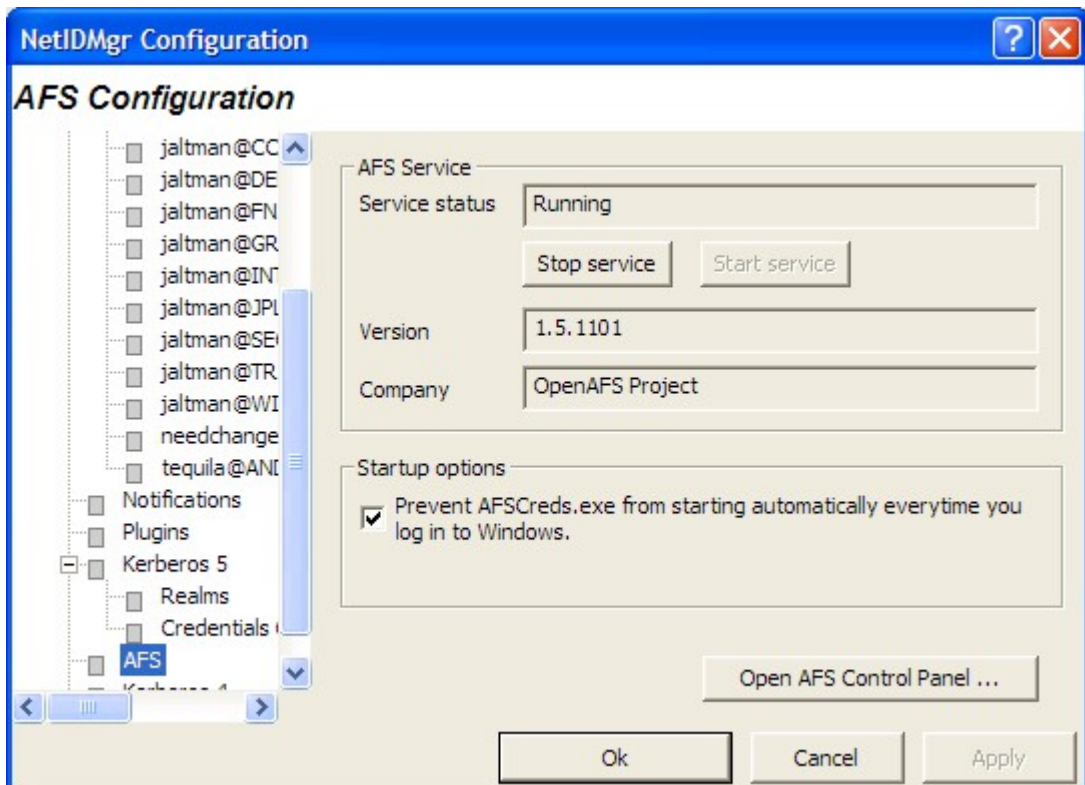 NetIDMgr Configuration
AFS Configuration
jaltman@CC
jaltman@DE
jaltman@FN
jaltman@GR
jaltman@INT
jaltman@JPL
jaltman@SE
jaltman@TR
jaltman@WI
needchange
tequila@AND
Notifications
Plugins
Kerberos 5
Realms
Credentials
AFS
AFS Service
Service status
Running
Stop service
Start service
Version
1.5.1101
Company
OpenAFS Project
Startup options
Prevent AFSCreds.exe from starting automatically everytime you
log in to Windows.
Open AFS Control Panel ...
Ok
Cancel
Apply